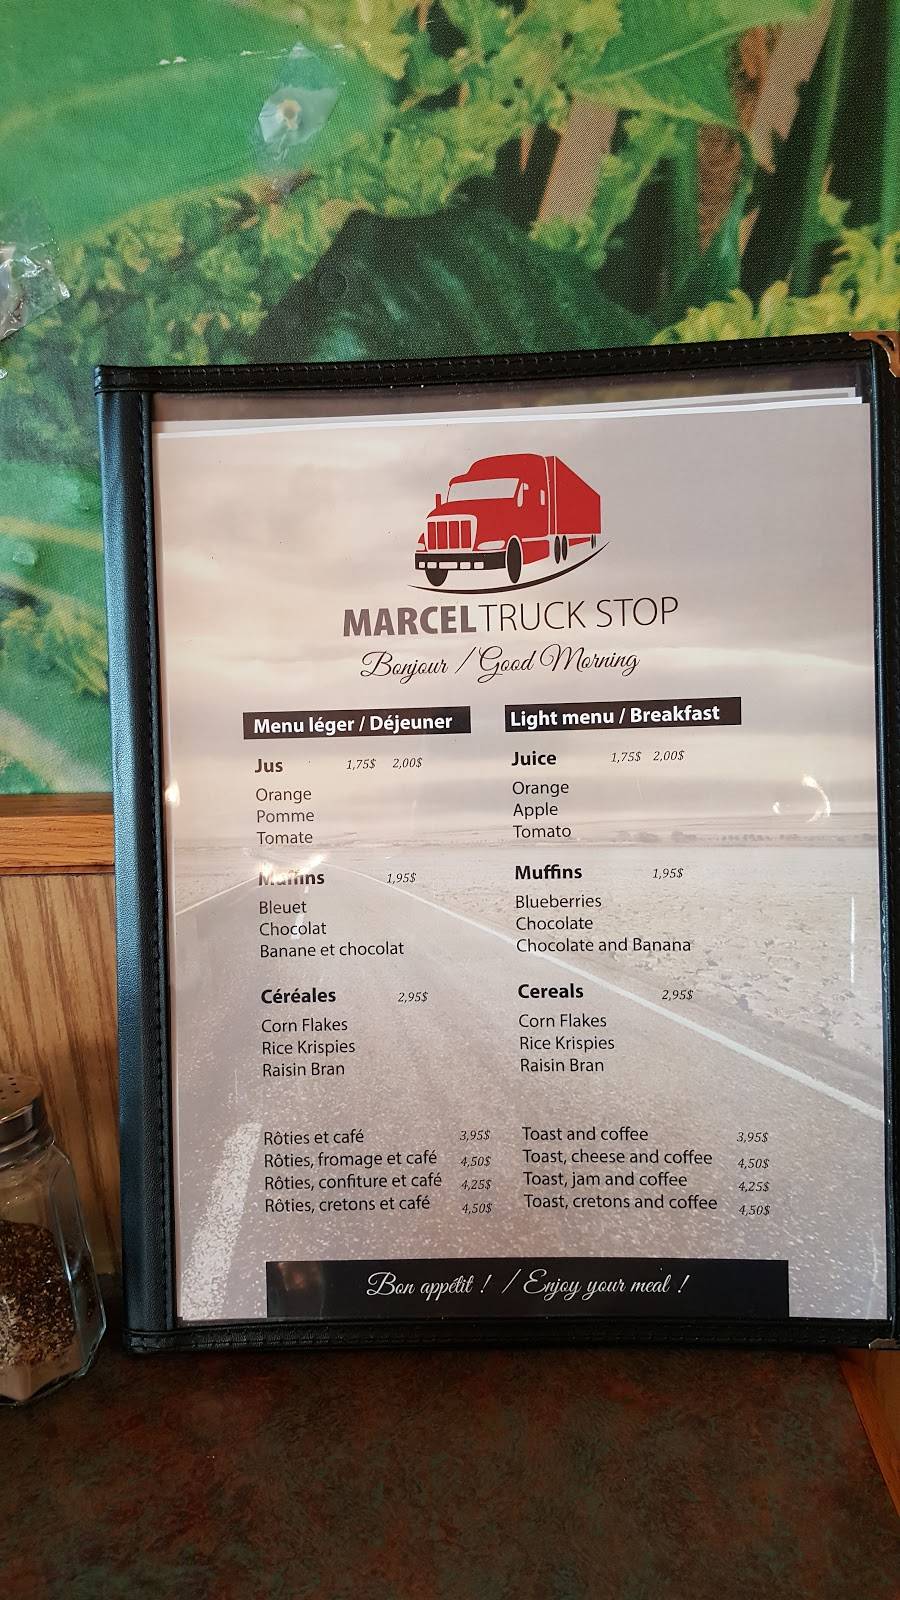 MARCEL TRUCK STOP
Bonjour / Good Morning
Menu léger / Déjeuner
Jus 1,75$ 2,00$
Orange
Pomme
Tomate
Muffins 1,95$
Bleuet
Chocolat
Banane et chocolat
Céréales 2,95$
Corn Flakes
Rice Krispies
Raisin Bran
Rôties et café 3,95$
Rôties, fromage et café 4,50$
Rôties, confiture et café 4,25$
Rôties, cretons et café 4,50$
Light menu / Breakfast
Juice 1,75$ 2,00$
Orange
Apple
Tomato
Muffins 1,95$
Blueberries
Chocolate
Chocolate and Banana
Cereals 2,95$
Corn Flakes
Rice Krispies
Raisin Bran
Toast and coffee 3,95$
Toast, cheese and coffee 4,50$
Toast, jam and coffee 4,25$
Toast, cretons and coffee 4,50$
Bon appétit ! / Enjoy your meal !